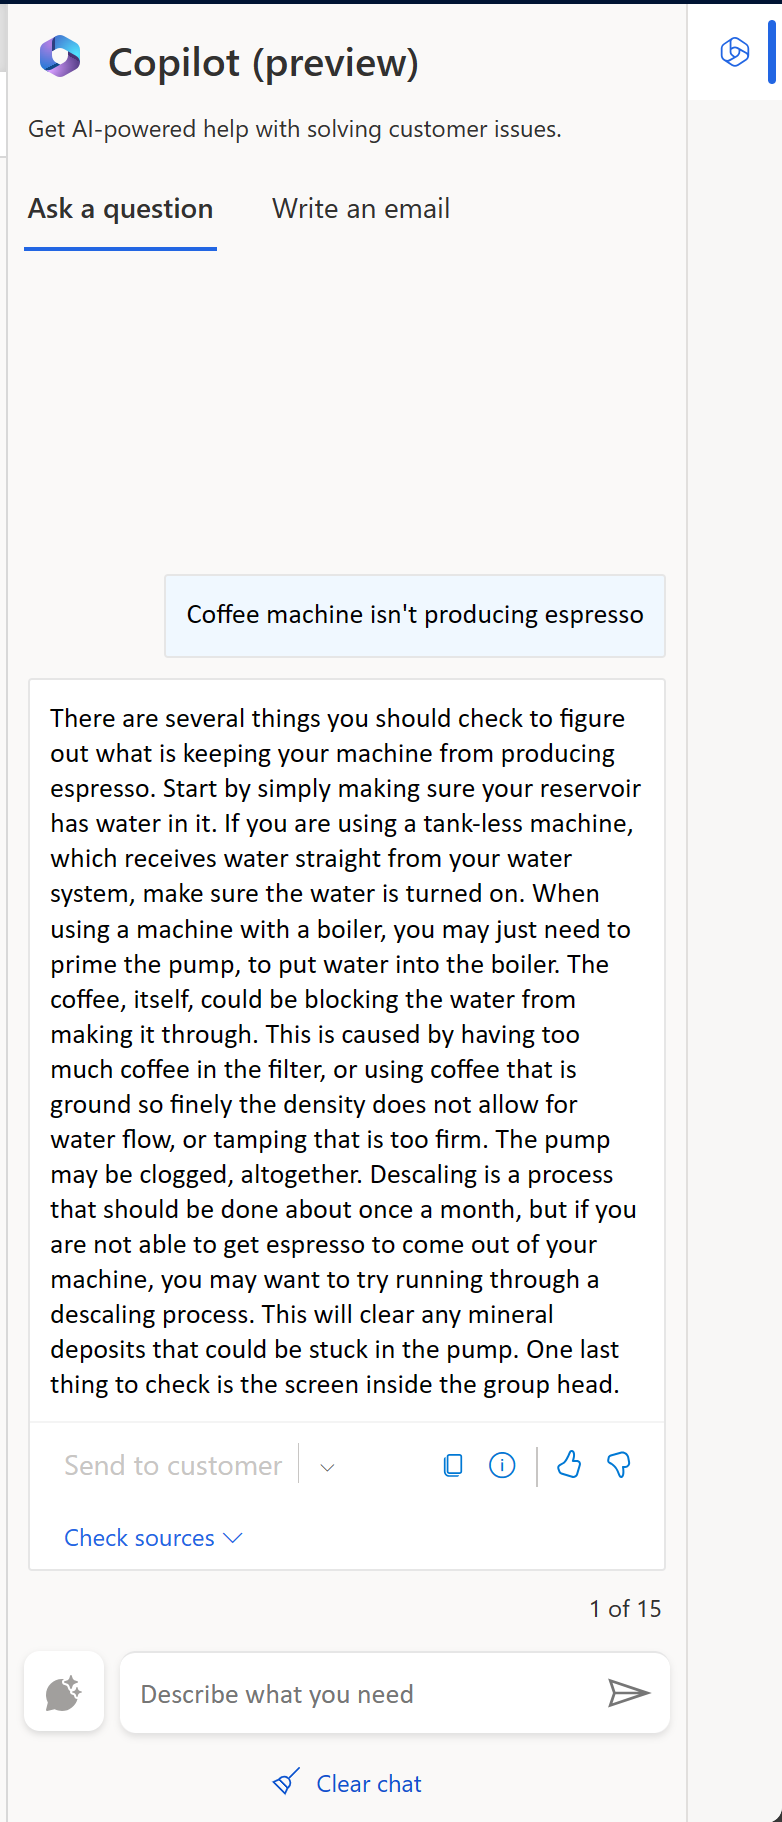 Copilot (preview)
Get AI-powered help with solving customer issues.
Ask a question
Write an email
Coffee machine isn't producing espresso
There are several things you should check to figure
out what is keeping your machine from producing
espresso. Start by simply making sure your reservoir
has water in it. If you are using a tank-less machine,
which receives water straight from your water
system, make sure the water is turned on. When
using a machine with a boiler, you may just need to
prime the pump, to put water into the boiler. The
coffee, itself, could be blocking the water from
making it through. This is caused by having too
much coffee in the filter, or using coffee that is
ground so finely the density does not allow for
water flow, or tamping that is too firm. The pump
may be clogged, altogether. Descaling is a process
that should be done about once a month, but if you
are not able to get espresso to come out of your
machine, you may want to try running through a
descaling process. This will clear any mineral
deposits that could be stuck in the pump. One last
thing to check is the screen inside the group head.
Send to customer
Check sources
1 of 15
Describe what you need
Clear chat